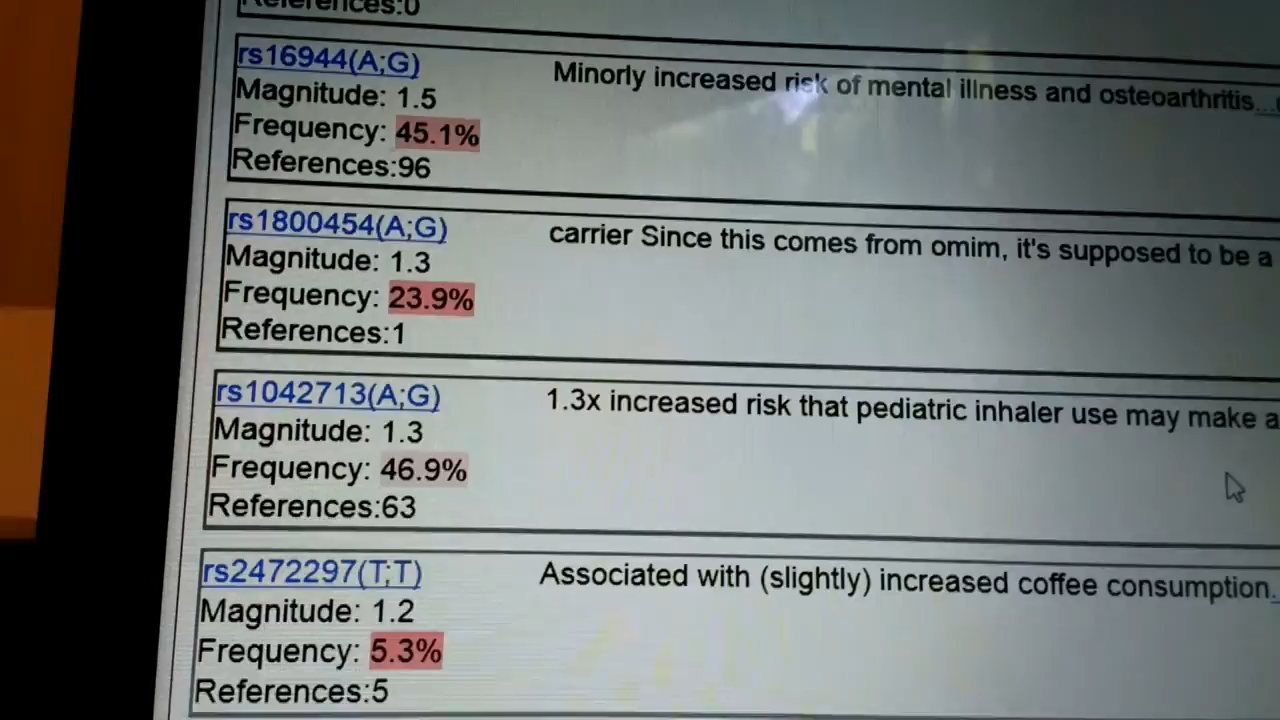 References:0
rs16944(A;G)
Magnitude: 1.5
Frequency: 45.1%
References:96
Minorly increased risk of mental illness and osteoarthritis...
rs1800454(A;G)
Magnitude: 1.3
Frequency: 23.9%
References:1
carrier Since this comes from omim, it's supposed to be a
rs1042713(A;G)
Magnitude: 1.3
Frequency: 46.9%
References:63
1.3x increased risk that pediatric inhaler use may make a
rs2472297(T;T)
Magnitude: 1.2
Frequency: 5.3%
References:5
Associated with (slightly) increased coffee consumption.